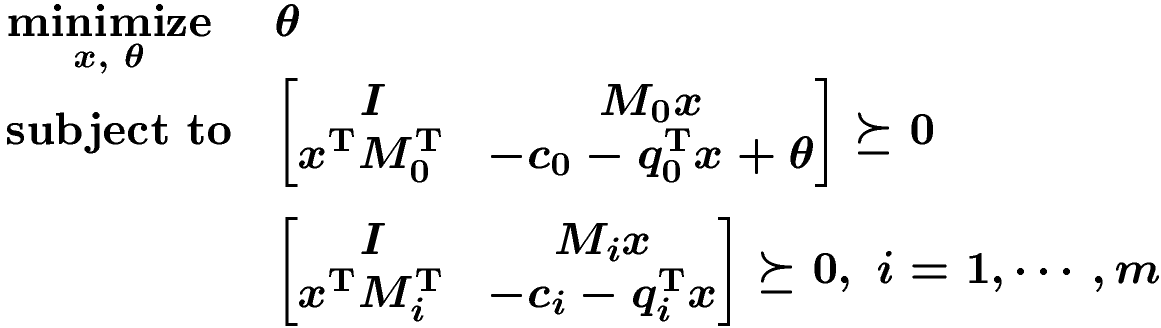 minimize θ
x, θ
subject to [ I M₀x ; xᵀM₀ᵀ −c₀ − q₀ᵀx + θ ] ⪰ 0
[ I Mᵢx ; xᵀMᵢᵀ −cᵢ − qᵢᵀx ] ⪰ 0, i = 1, ⋯ , m